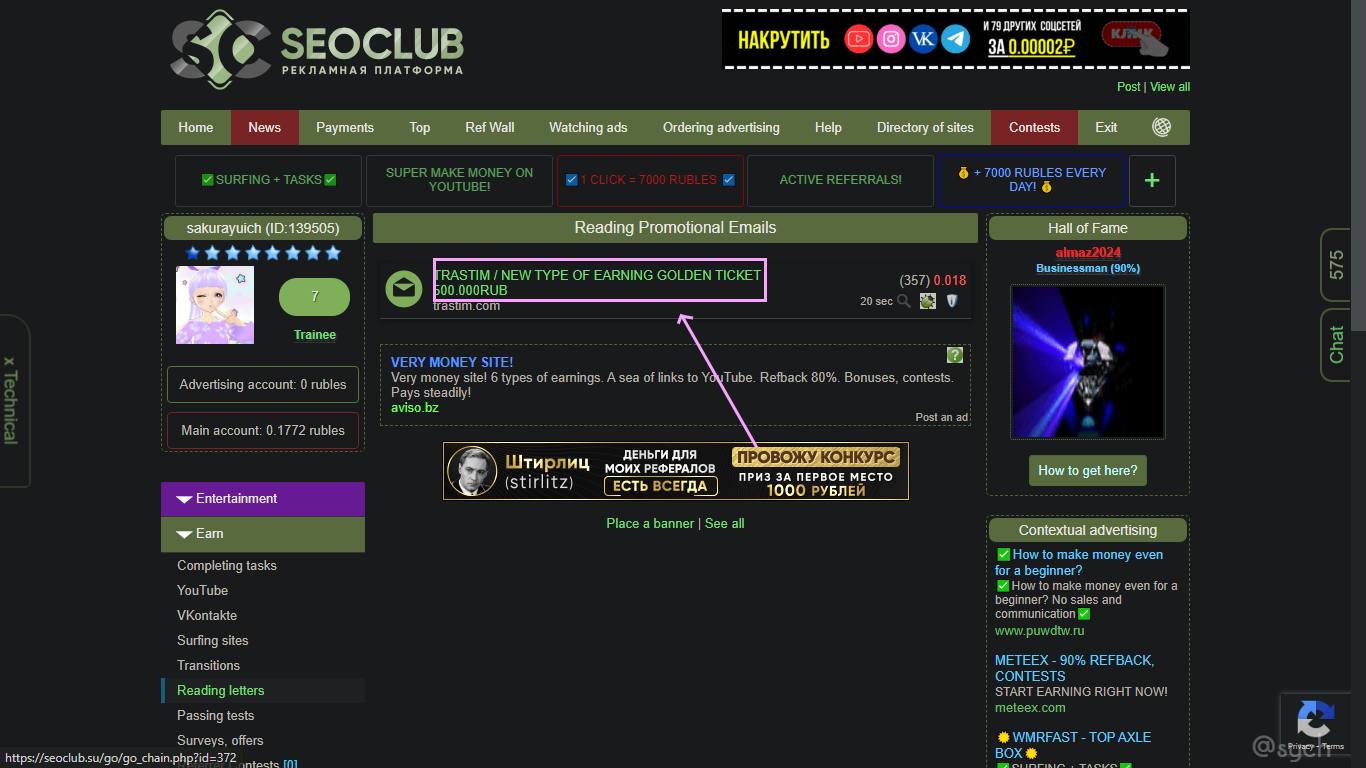 SEOCLUB
РЕКЛАМНАЯ ПЛАТФОРМА
НАКРУТИТЬ
И 79 ДРУГИХ СОЦСЕТЕЙ
ЗА 0.00002₽
КЛИК
Post | View all
Home News Payments Top Ref Wall Watching ads Ordering advertising Help Directory of sites Contests Exit
✅SURFING + TASKS✅
SUPER MAKE MONEY ON
YOUTUBE!
☑ 1 CLICK = 7000 RUBLES ☑
ACTIVE REFERRALS!
💰 + 7000 RUBLES EVERY
DAY! 💰
+
sakurayuich (ID:139505)
7
Trainee
Advertising account: 0 rubles
Main account: 0.1772 rubles
Entertainment
Earn
Completing tasks
YouTube
VKontakte
Surfing sites
Transitions
Reading letters
Passing tests
Surveys, offers
Contests [0]
Reading Promotional Emails
TRASTIM / NEW TYPE OF EARNING GOLDEN TICKET
500.000RUB
trastim.com
(357) 0.018
20 sec
VERY MONEY SITE!
?
Very money site! 6 types of earnings. A sea of links to YouTube. Refback 80%. Bonuses, contests.
Pays steadily!
aviso.bz
Post an ad
Штирлиц
(stirlitz)
ДЕНЬГИ ДЛЯ
МОИХ РЕФЕРАЛОВ
ЕСТЬ ВСЕГДА
ПРОВОЖУ КОНКУРС
ПРИЗ ЗА ПЕРВОЕ МЕСТО
1000 РУБЛЕЙ
Place a banner | See all
Hall of Fame
almaz2024
Businessman (90%)
How to get here?
Contextual advertising
✅How to make money even
for a beginner?
✅How to make money even for a
beginner? No sales and
communication ✅
www.puwdtw.ru
METEEX - 90% REFBACK,
CONTESTS
START EARNING RIGHT NOW!
meteex.com
WMRFAST - TOP AXLE
BOX
✅SURFING + TASKS✅
x Technical
575
Chat
Privacy - Terms
@sgch
https://seoclub.su/go/go_chain.php?id=372